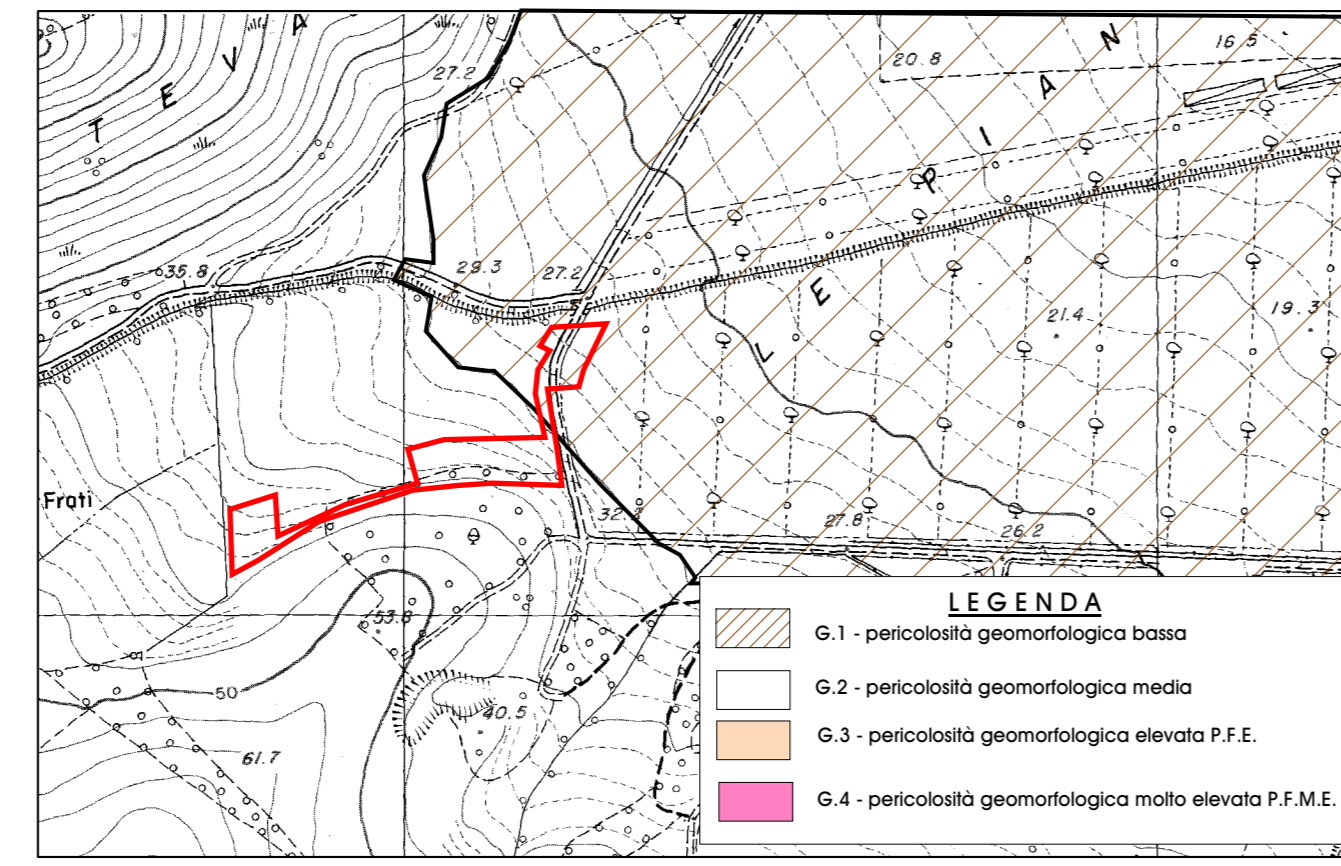 T E V A
27.2
20.8
16.5
L E P I A N
35.8
29.3
27.2
21.4
19.3
Frati
32.
27.8
26.2
53.8
50
40.5
61.7
LEGENDA
G.1 - pericolosità geomorfologica bassa
G.2 - pericolosità geomorfologica media
G.3 - pericolosità geomorfologica elevata P.F.E.
G.4 - pericolosità geomorfologica molto elevata P.F.M.E.